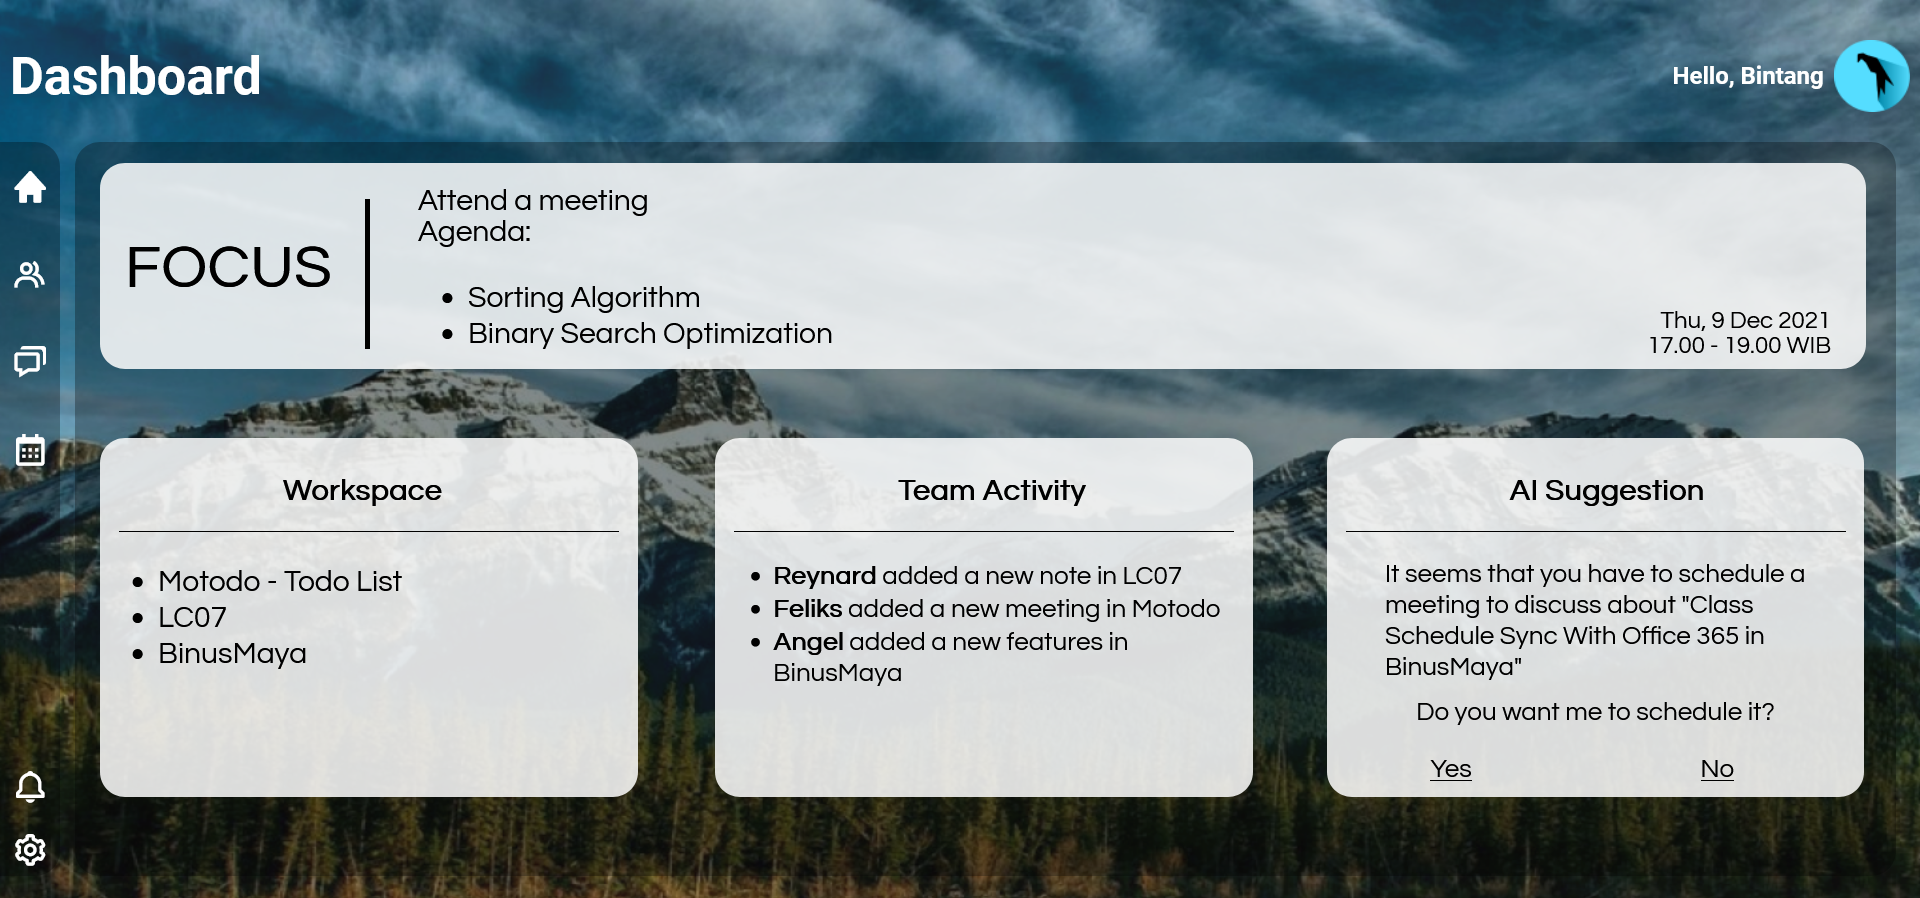 Dashboard
Hello, Bintang
FOCUS
Attend a meeting
Agenda:
• Sorting Algorithm
• Binary Search Optimization
Thu, 9 Dec 2021
17.00 - 19.00 WIB
Workspace
• Motodo - Todo List
• LC07
• BinusMaya
Team Activity
• Reynard added a new note in LC07
• Feliks added a new meeting in Motodo
• Angel added a new features in
BinusMaya
AI Suggestion
It seems that you have to schedule a
meeting to discuss about "Class
Schedule Sync With Office 365 in
BinusMaya"
Do you want me to schedule it?
Yes
No